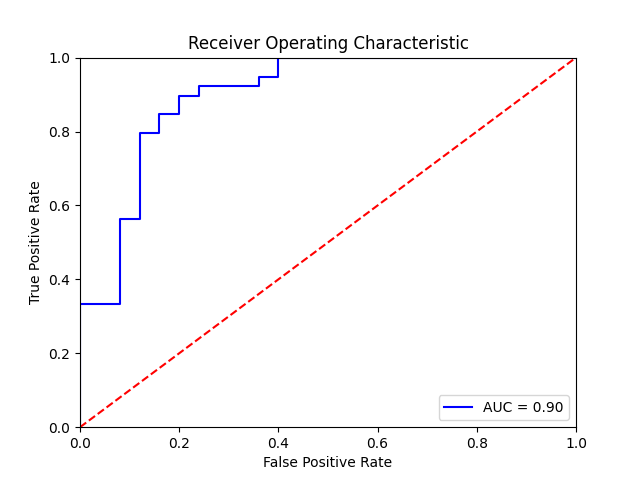 Receiver Operating Characteristic
1.0
0.8
0.6
0.4
0.2
0.0
True Positive Rate
AUC = 0.90
0.0 0.2 0.4 0.6 0.8 1.0
False Positive Rate